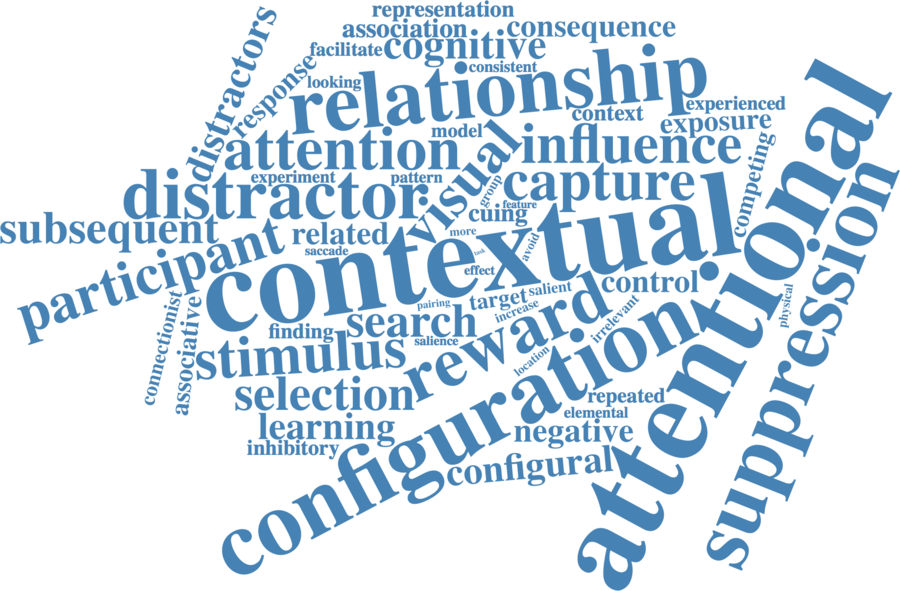 representation
association
consequence
facilitate
cognitive
distractors
response
looking
consistent
relationship
context
experienced
exposure
attention
model
influence
visual
competing
attentional
experiment
pattern
group
capture
distractor
feature
cuing
subsequent
related
more
avoid
saccade
task
effect
contextual
suppression
participant
control
physical
connectionist
associative
pairing
target
salient
increase
irrelevant
finding
search
salience
reward
stimulus
location
configuration
selection
repeated
elemental
learning
negative
inhibitory
configural